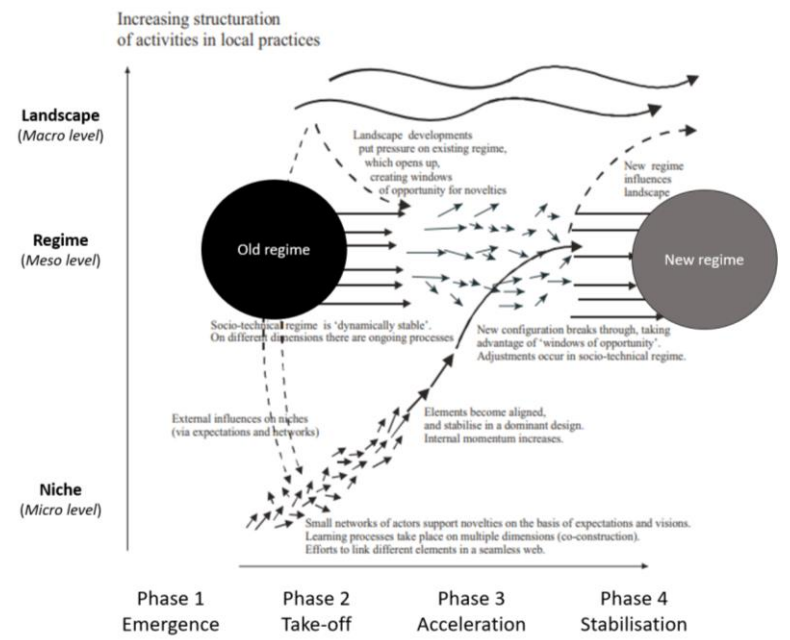 Increasing structuration
of activities in local practices
Landscape
(Macro level)
Landscape developments
put pressure on existing regime,
which opens up,
creating windows
of opportunity for novelties
New regime
influences
landscape
Regime
(Meso level)
Old regime
New regime
Socio-technical regime is ‘dynamically stable’.
On different dimensions there are ongoing processes
New configuration breaks through, taking
advantage of ‘windows of opportunity’.
Adjustments occur in socio-technical regime.
External influences on niches
(via expectations and networks)
Elements become aligned,
and stabilise in a dominant design.
Internal momentum increases.
Niche
(Micro level)
Small networks of actors support novelties on the basis of expectations and visions.
Learning processes take place on multiple dimensions (co-construction).
Efforts to link different elements in a seamless web.
Phase 1
Emergence
Phase 2
Take-off
Phase 3
Acceleration
Phase 4
Stabilisation